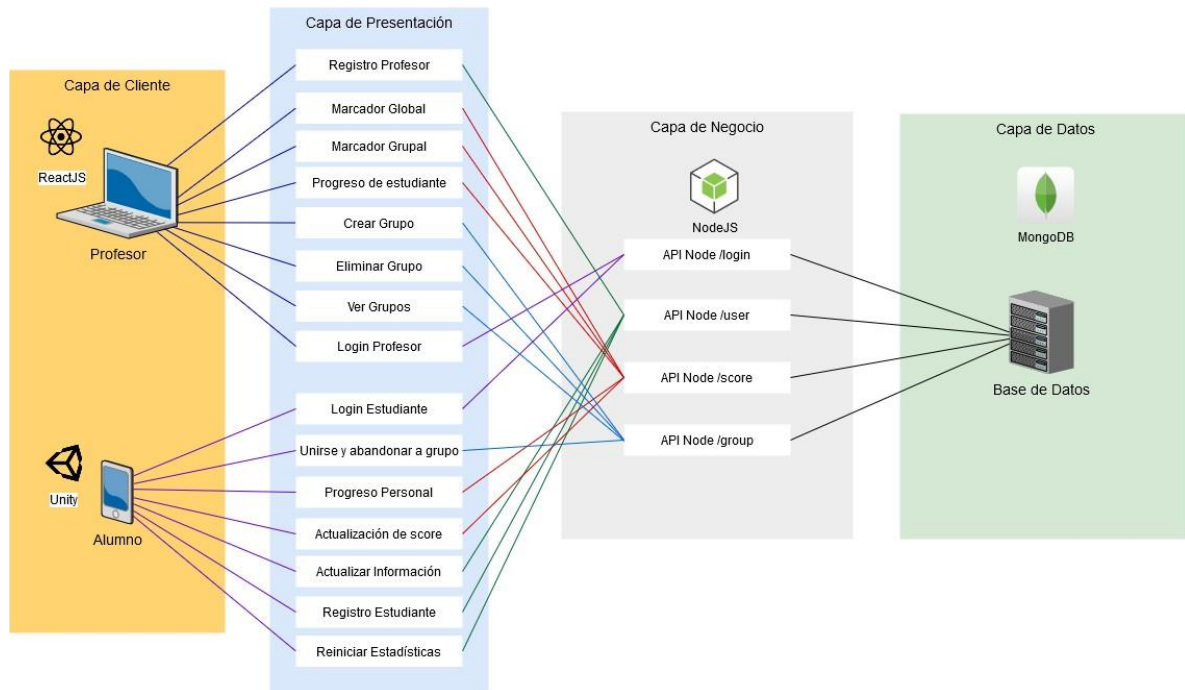 Capa de Cliente
ReactJS
Profesor
Unity
Alumno
Capa de Presentación
Registro Profesor
Marcador Global
Marcador Grupal
Progreso de estudiante
Crear Grupo
Eliminar Grupo
Ver Grupos
Login Profesor
Login Estudiante
Unirse y abandonar a grupo
Progreso Personal
Actualización de score
Actualizar Información
Registro Estudiante
Reiniciar Estadísticas
Capa de Negocio
NodeJS
API Node /login
API Node /user
API Node /score
API Node /group
Capa de Datos
MongoDB
Base de Datos